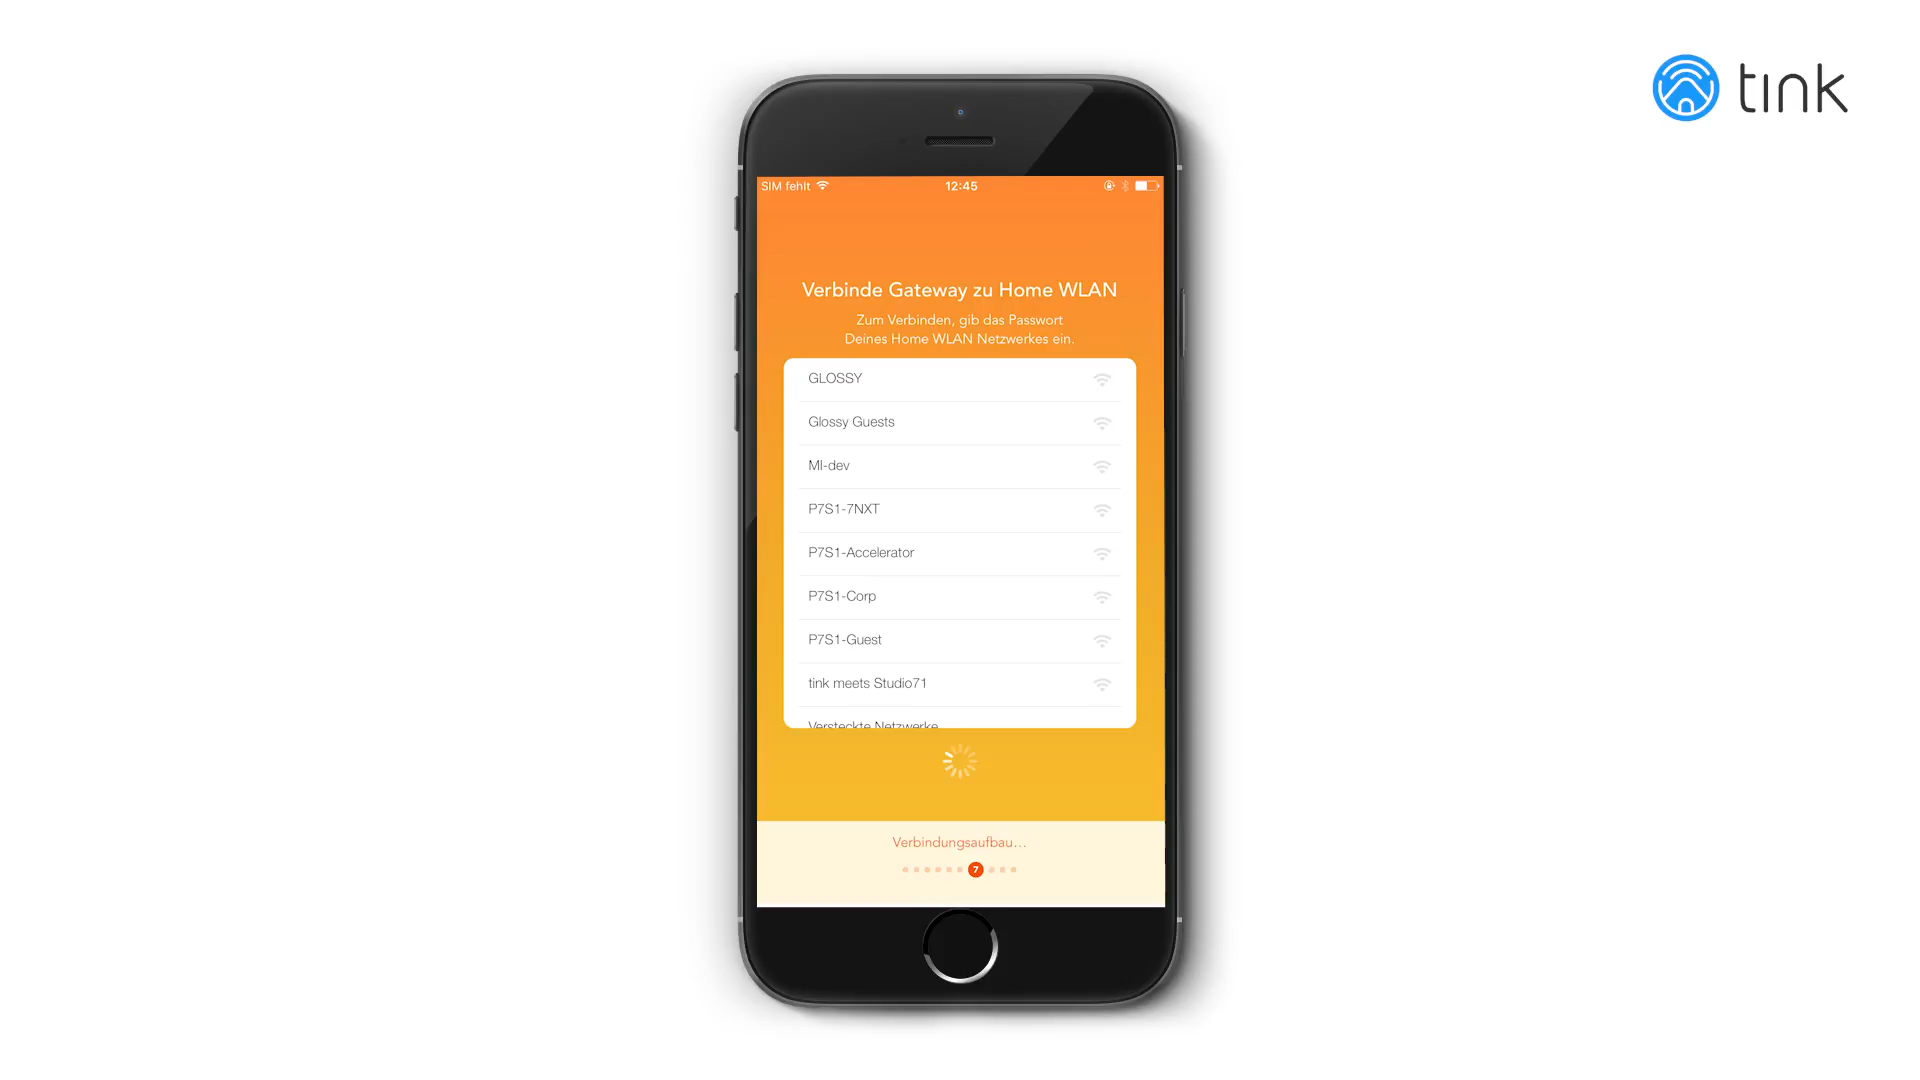 tink
SIM fehlt
12:45
Verbinde Gateway zu Home WLAN
Zum Verbinden, gib das Passwort
Deines Home WLAN Netzwerkes ein.
GLOSSY
Glossy Guests
MI-dev
P7S1-7NXT
P7S1-Accelerator
P7S1-Corp
P7S1-Guest
tink meets Studio71
Versteckte Netzwerke
Verbindungsaufbau...
7